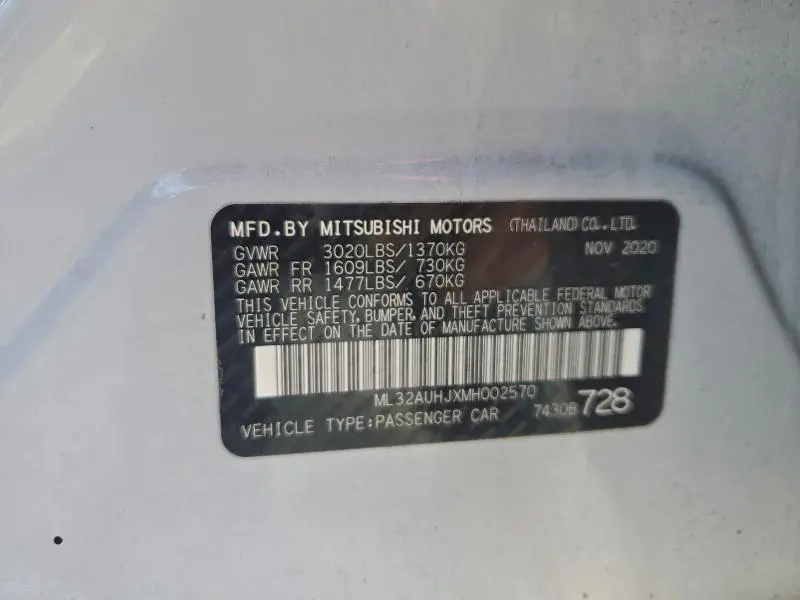 MFD.BY MITSUBISHI MOTORS (THAILAND) CO., LTD.
GVWR 3020LBS/1370KG NOV 2020
GAWR FR 1609LBS/ 730KG
GAWR RR 1477LBS/ 670KG
THIS VEHICLE CONFORMS TO ALL APPLICABLE FEDERAL MOTOR
VEHICLE SAFETY, BUMPER, AND THEFT PREVENTION STANDARDS
IN EFFECT ON THE DATE OF MANUFACTURE SHOWN ABOVE.
ML32AUHJXMH002570
VEHICLE TYPE:PASSENGER CAR 7430B 728